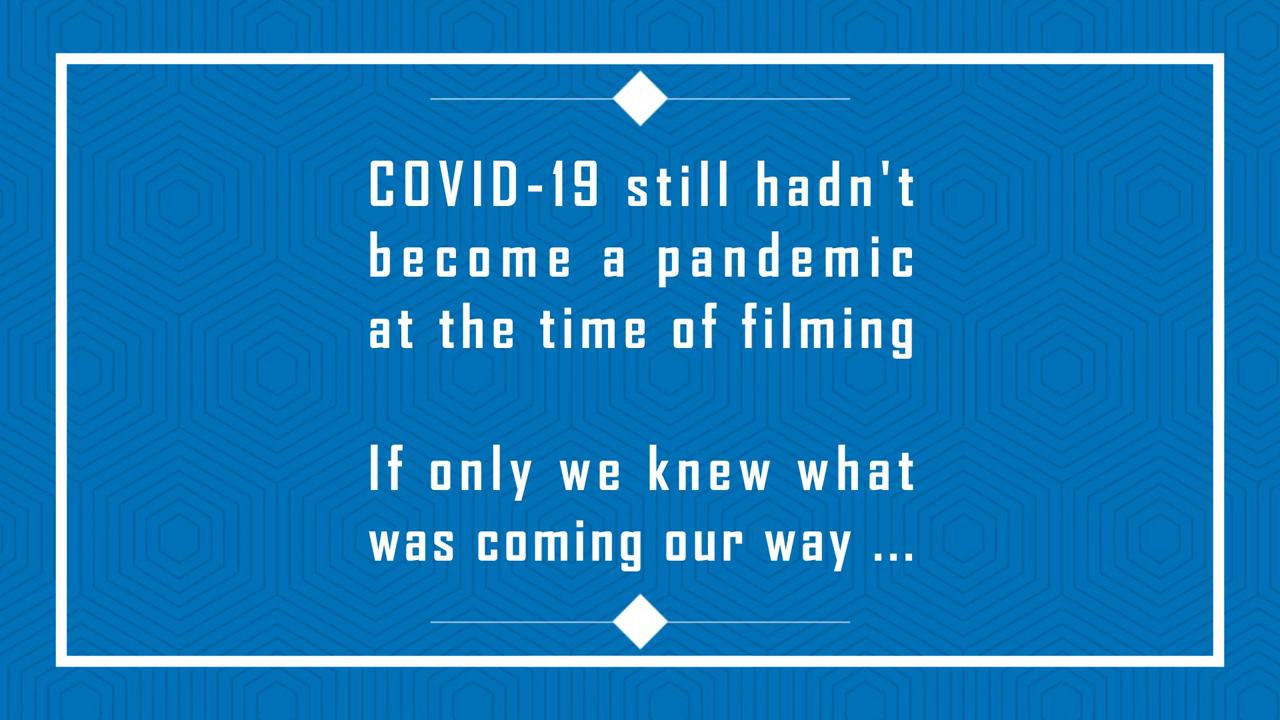 COVID-19 still hadn't
become a pandemic
at the time of filming
If only we knew what
was coming our way ...